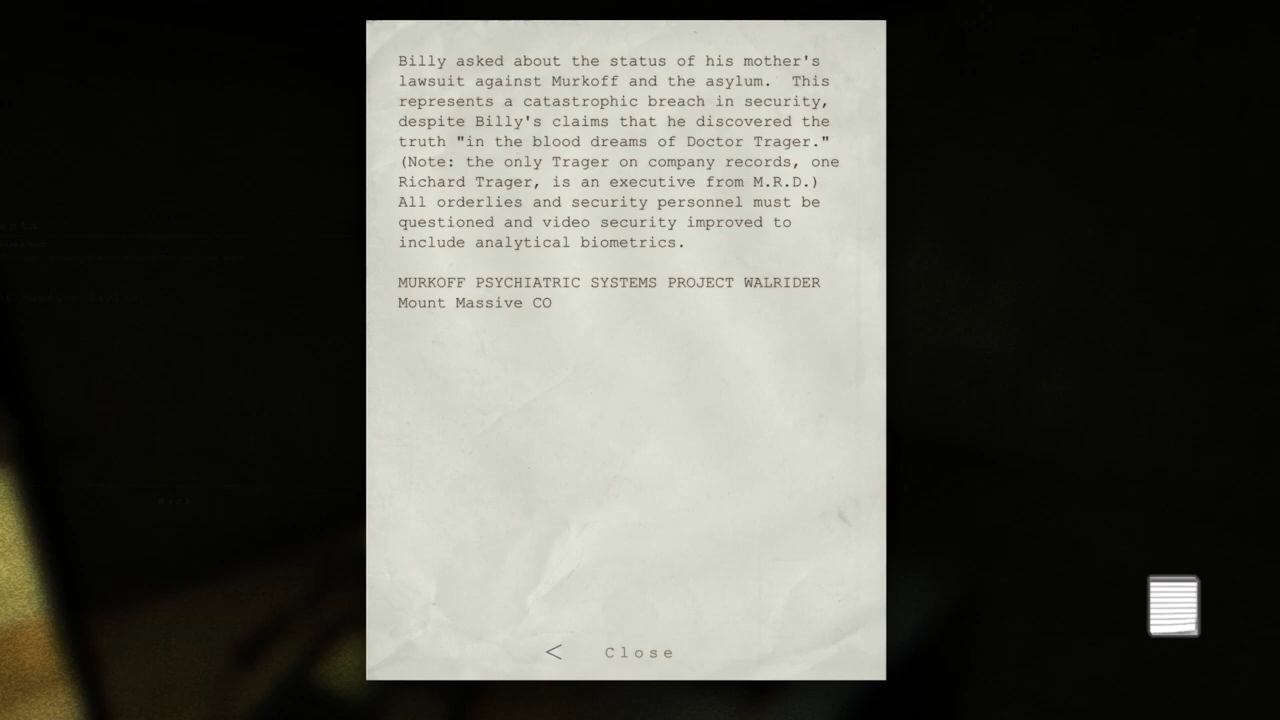 Billy asked about the status of his mother's
lawsuit against Murkoff and the asylum.  This
represents a catastrophic breach in security,
despite Billy's claims that he discovered the
truth "in the blood dreams of Doctor Trager."
(Note: the only Trager on company records, one
Richard Trager, is an executive from M.R.D.)
All orderlies and security personnel must be
questioned and video security improved to
include analytical biometrics.

MURKOFF PSYCHIATRIC SYSTEMS PROJECT WALRIDER
Mount Massive CO
< Close